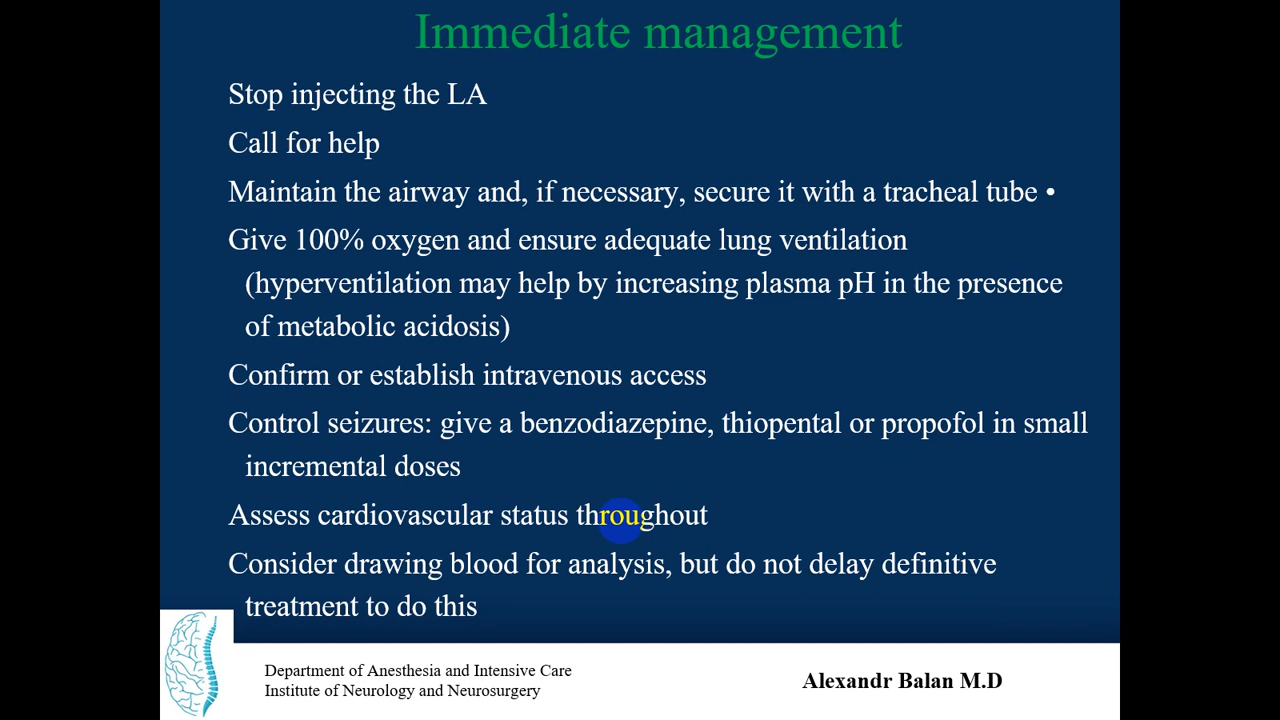 Immediate management
Stop injecting the LA
Call for help
Maintain the airway and, if necessary, secure it with a tracheal tube •
Give 100% oxygen and ensure adequate lung ventilation
(hyperventilation may help by increasing plasma pH in the presence
of metabolic acidosis)
Confirm or establish intravenous access
Control seizures: give a benzodiazepine, thiopental or propofol in small
incremental doses
Assess cardiovascular status throughout
Consider drawing blood for analysis, but do not delay definitive
treatment to do this
Department of Anesthesia and Intensive Care
Institute of Neurology and Neurosurgery
Alexandr Balan M.D